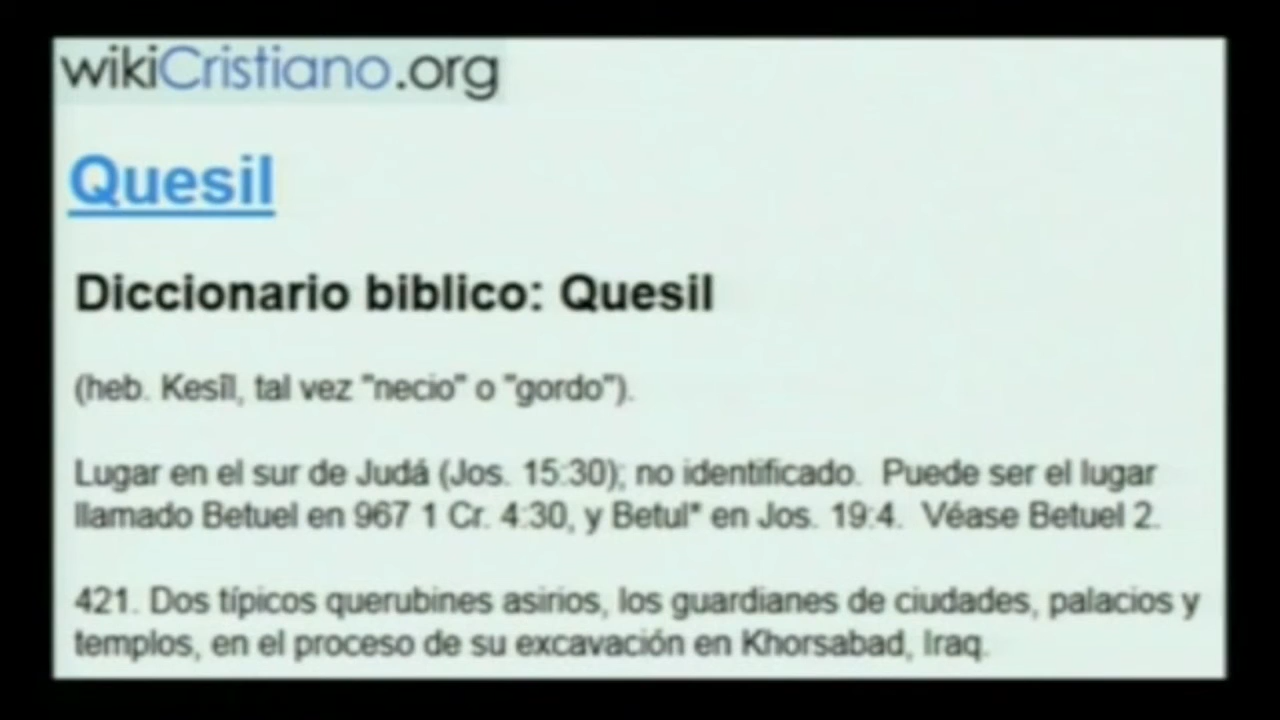 wikiCristiano.org
Quesil
Diccionario biblico: Quesil
(heb. Kesîl, tal vez "necio" o "gordo").
Lugar en el sur de Judá (Jos. 15:30); no identificado. Puede ser el lugar
llamado Betuel en 967 1 Cr. 4:30, y Betul* en Jos. 19:4. Véase Betuel 2.
421. Dos típicos querubines asirios, los guardianes de ciudades, palacios y
templos, en el proceso de su excavación en Khorsabad, Iraq.